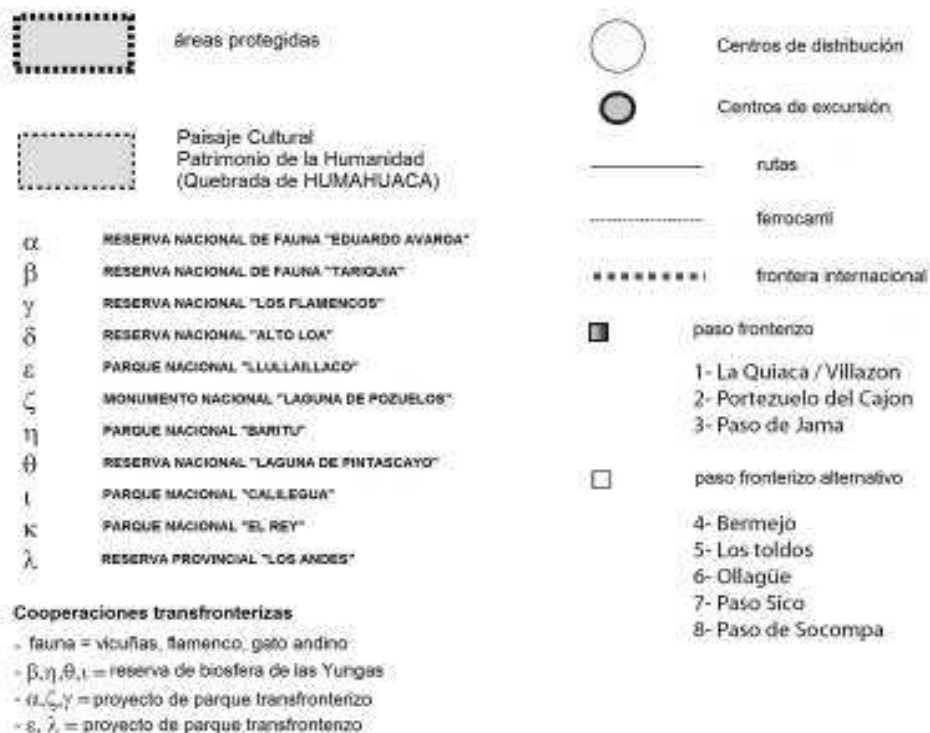 áreas protegidas
Paisaje Cultural
Patrimonio de la Humanidad
(Quebrada de HUMAHUACA)
α RESERVA NACIONAL DE FAUNA "EDUARDO AVAROA"
β RESERVA NACIONAL DE FAUNA "TARIQUIA"
γ RESERVA NACIONAL "LOS FLAMENCOS"
δ RESERVA NACIONAL "ALTO LOA"
ε PARQUE NACIONAL "LLULLAILLACO"
ζ MONUMENTO NACIONAL "LAGUNA DE POZUELOS"
η PARQUE NACIONAL "BARITU"
θ RESERVA NACIONAL "LAGUNA DE PINTASCAYO"
ι PARQUE NACIONAL "CALILEGUA"
κ PARQUE NACIONAL "EL REY"
λ RESERVA PROVINCIAL "LOS ANDES"
Cooperaciones transfronterizas
- fauna = vicuñas, flamenco, gato andino
- β,η,θ,ι = reserva de biosfera de las Yungas
- α,ζ,γ = proyecto de parque transfronterizo
- ε, λ = proyecto de parque transfronterizo
Centros de distribución
Centros de excursión
rutas
ferrocarril
frontera internacional
paso fronterizo
1- La Quiaca / Villazon
2- Portezuelo del Cajon
3- Paso de Jama
paso fronterizo alternativo
4- Bermejo
5- Los toldos
6- Ollagüe
7- Paso Sico
8- Paso de Socompa